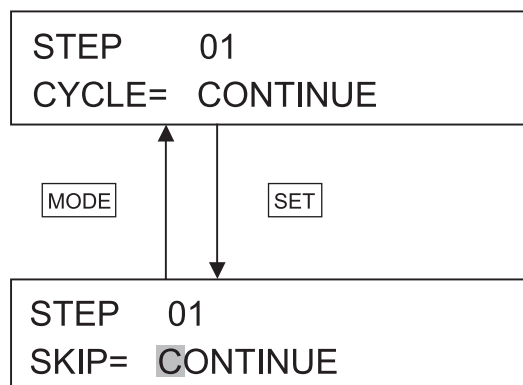 STEP 01
CYCLE= CONTINUE
MODE
SET
STEP 01
SKIP= CONTINUE